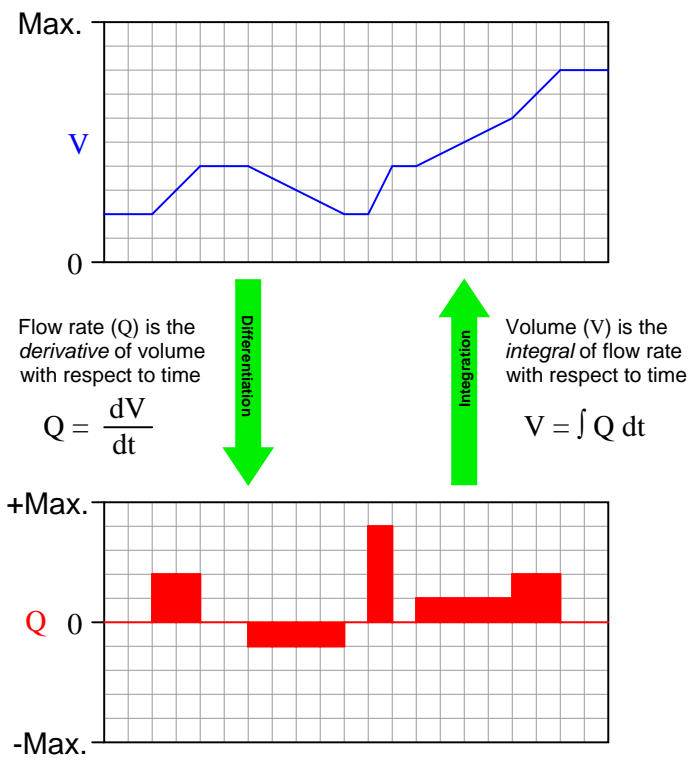 Max.
V
0
Differentiation
Integration
Flow rate (Q) is the
derivative of volume
with respect to time
Q = dV
dt
Volume (V) is the
integral of flow rate
with respect to time
V = ∫ Q dt
+Max.
Q 0
-Max.